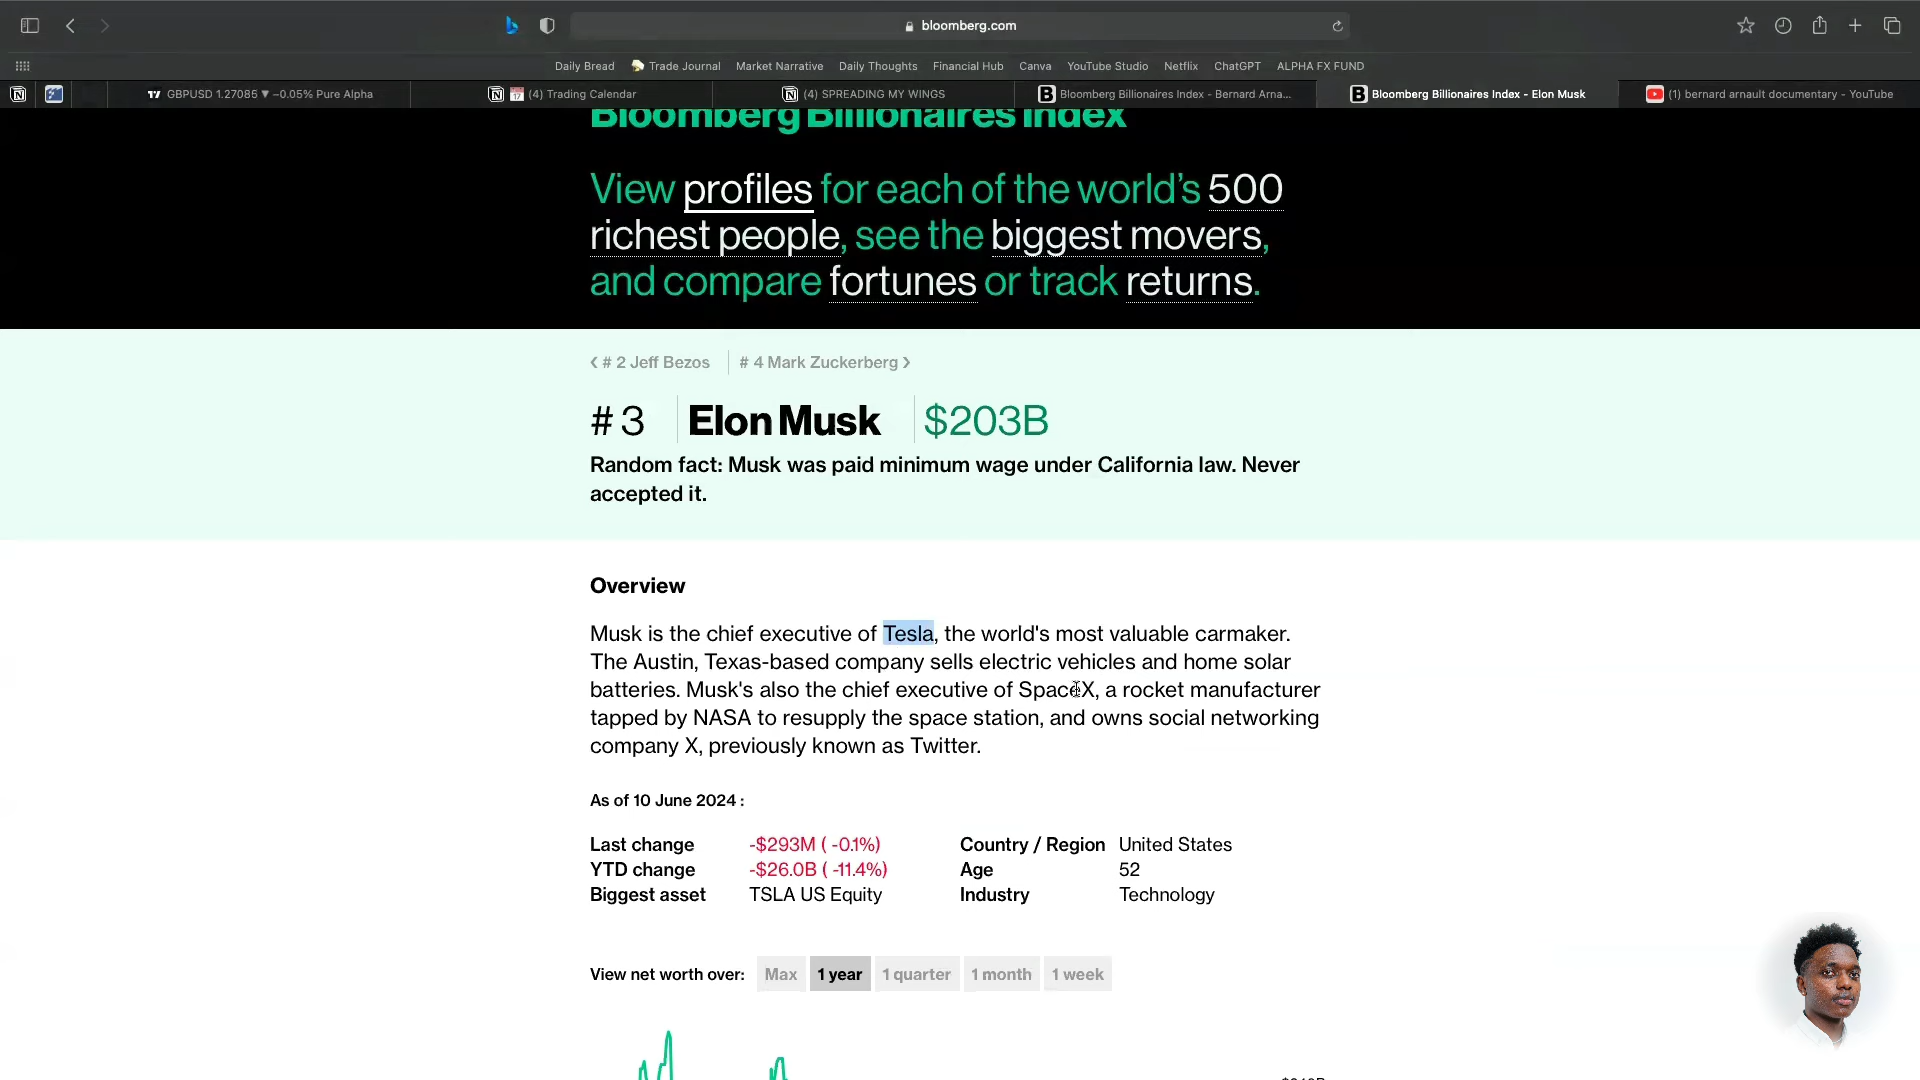 bloomberg.com
Daily Bread Trade Journal Market Narrative Daily Thoughts Financial Hub Canva YouTube Studio Netflix ChatGPT ALPHA FX FUND
GBPUSD 1.27085 ▼ −0.05% Pure Alpha (4) Trading Calendar (4) SPREADING MY WINGS Bloomberg Billionaires Index - Bernard Arna... Bloomberg Billionaires Index - Elon Musk (1) bernard arnault documentary - YouTube
Bloomberg Billionaires Index
View profiles for each of the world’s 500
richest people, see the biggest movers,
and compare fortunes or track returns.
# 2 Jeff Bezos # 4 Mark Zuckerberg
# 3 Elon Musk $203B
Random fact: Musk was paid minimum wage under California law. Never
accepted it.
Overview
Musk is the chief executive of Tesla, the world's most valuable carmaker.
The Austin, Texas-based company sells electric vehicles and home solar
batteries. Musk's also the chief executive of SpaceX, a rocket manufacturer
tapped by NASA to resupply the space station, and owns social networking
company X, previously known as Twitter.
As of 10 June 2024 :
Last change -$293M ( -0.1%) Country / Region United States
YTD change -$26.0B ( -11.4%) Age 52
Biggest asset TSLA US Equity Industry Technology
View net worth over: Max 1 year 1 quarter 1 month 1 week